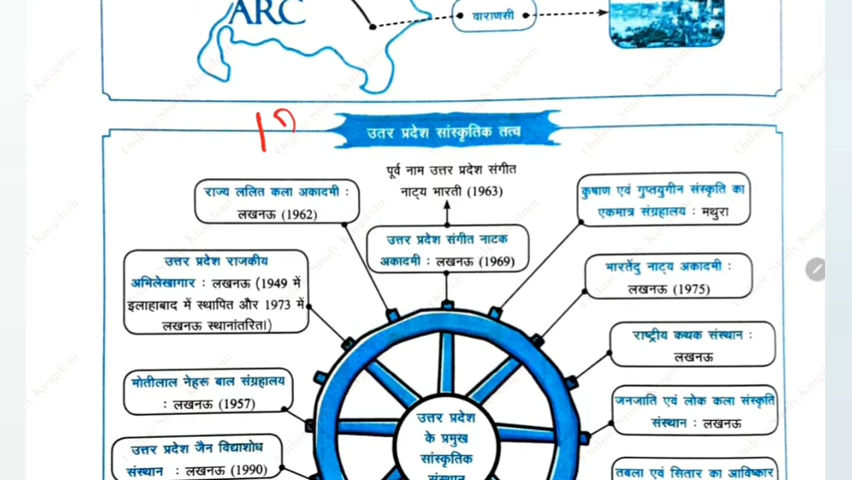 ARC
वाराणसी
उतर प्रदेश सांस्कृतिक तत्व
पूर्व नाम उत्तर प्रदेश संगीत
नाट्य भारती (1963)
राज्य ललित कला अकादमी :
लखनऊ (1962)
कुषाण एवं गुप्तयुगीन संस्कृति का
एकमात्र संग्रहालय : मथुरा
उत्तर प्रदेश संगीत नाटक
अकादमी : लखनऊ (1969)
उत्तर प्रदेश राजकीय
अभिलेखागार : लखनऊ (1949 में
इलाहाबाद में स्थापित और 1973 में
लखनऊ स्थानांतरित।)
भारतेंदु नाट्य अकादमी :
लखनऊ (1975)
राष्ट्रीय कथक संस्थान :
लखनऊ
मोतीलाल नेहरू बाल संग्रहालय
: लखनऊ (1957)
जनजाति एवं लोक कला संस्कृति
संस्थान : लखनऊ
उत्तर प्रदेश जैन विद्याशोध
संस्थान : लखनऊ (1990)
उत्तर प्रदेश
के प्रमुख
सांस्कृतिक
संस्थान
तबला एवं सितार का आविष्कार